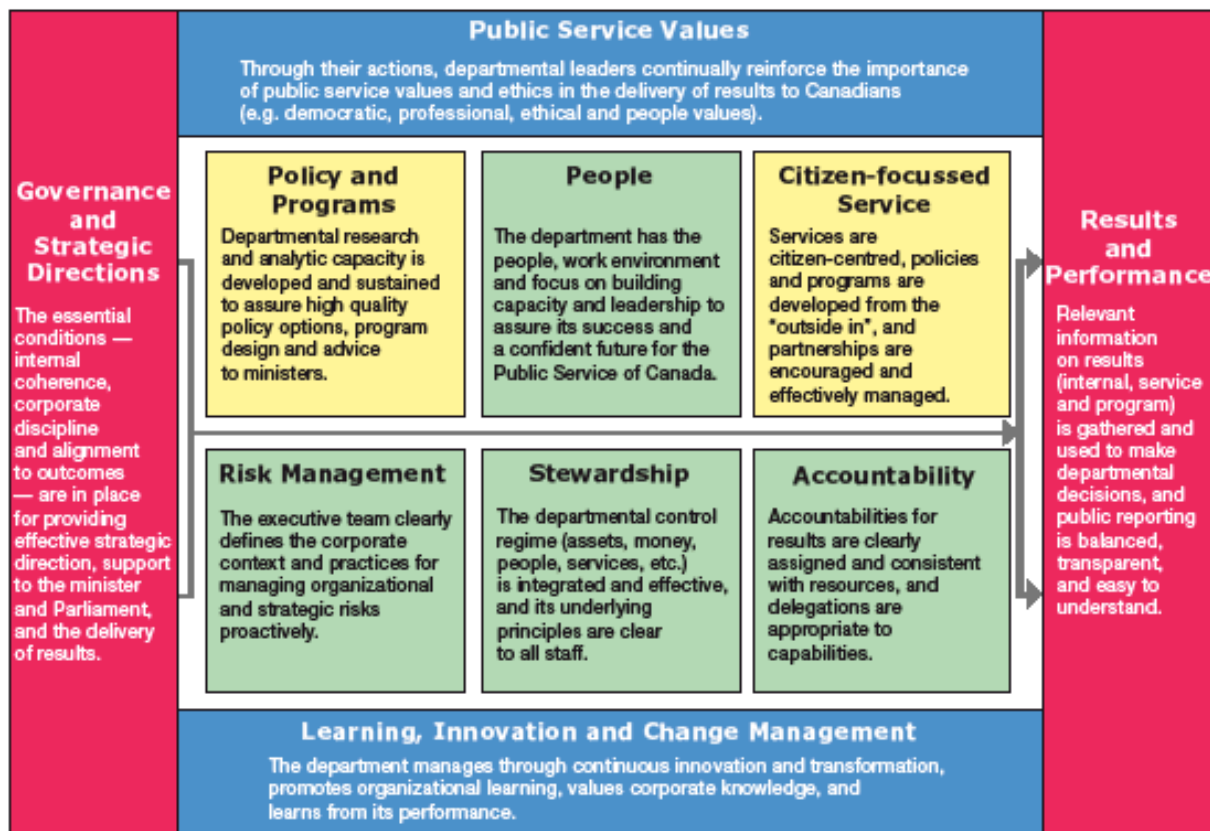 Public Service Values
Through their actions, departmental leaders continually reinforce the importance
of public service values and ethics in the delivery of results to Canadians
(e.g. democratic, professional, ethical and people values).
Governance
and
Strategic
Directions
The essential
conditions —
internal
coherence,
corporate
discipline
and alignment
to outcomes
— are in place
for providing
effective strategic
direction, support
to the minister
and Parliament,
and the delivery
of results.
Policy and
Programs
Departmental research
and analytic capacity is
developed and sustained
to assure high quality
policy options, program
design and advice
to ministers.
People
The department has the
people, work environment
and focus on building
capacity and leadership to
assure its success and
a confident future for the
Public Service of Canada.
Citizen-focussed
Service
Services are
citizen-centred, policies
and programs are
developed from the
"outside in", and
partnerships are
encouraged and
effectively managed.
Risk Management
The executive team clearly
defines the corporate
context and practices for
managing organizational
and strategic risks
proactively.
Stewardship
The departmental control
regime (assets, money,
people, services, etc.)
is integrated and effective,
and its underlying
principles are clear
to all staff.
Accountability
Accountabilities for
results are clearly
assigned and consistent
with resources, and
delegations are
appropriate to
capabilities.
Results
and
Performance
Relevant
information
on results
(internal, service
and program)
is gathered and
used to make
departmental
decisions, and
public reporting
is balanced,
transparent,
and easy to
understand.
Learning, Innovation and Change Management
The department manages through continuous innovation and transformation,
promotes organizational learning, values corporate knowledge, and
learns from its performance.